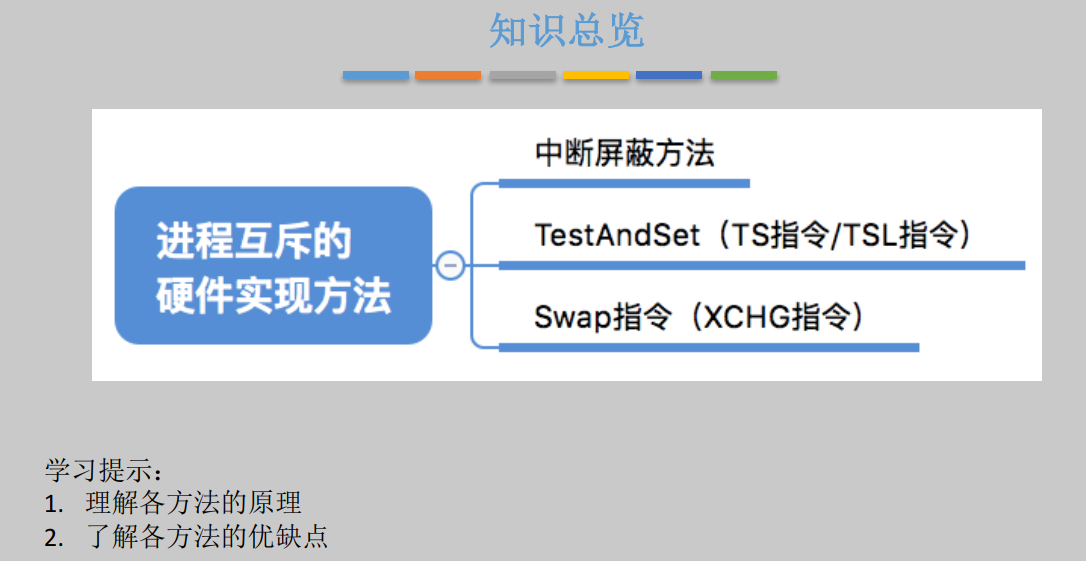 知识总览
进程互斥的
硬件实现方法
中断屏蔽方法
TestAndSet（TS指令/TSL指令）
Swap指令（XCHG指令）
学习提示：
1. 理解各方法的原理
2. 了解各方法的优缺点